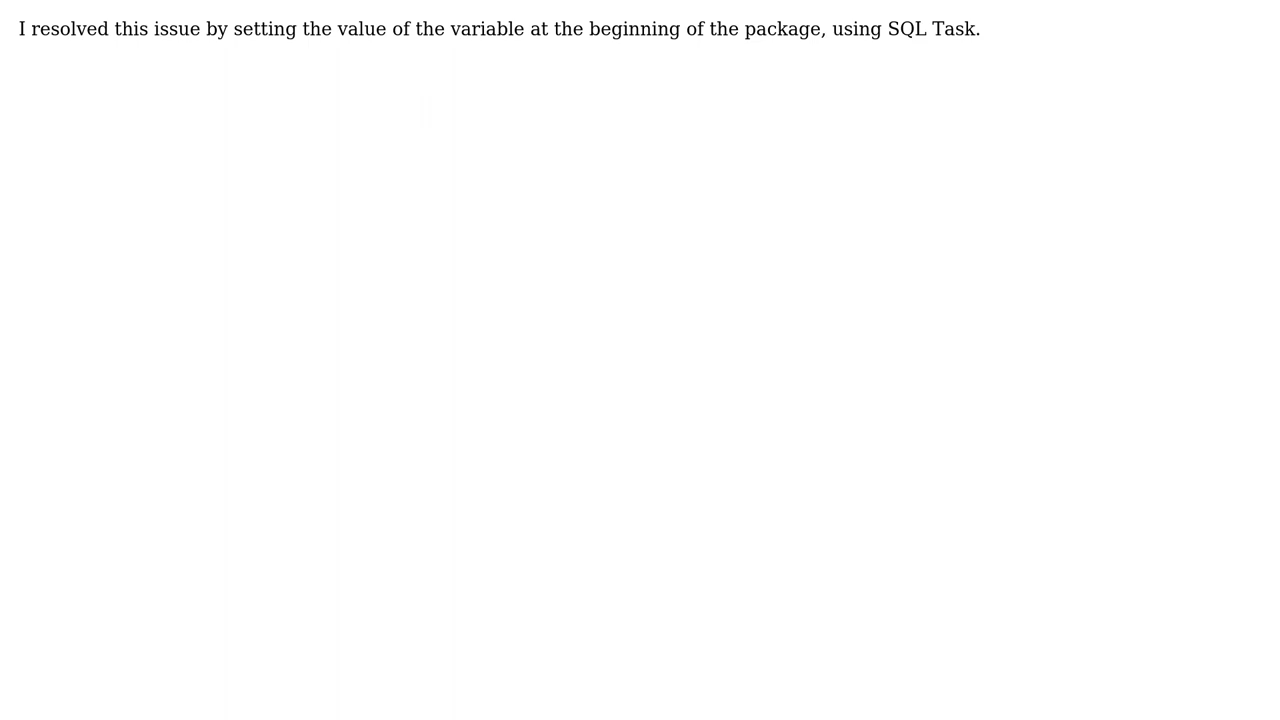 I resolved this issue by setting the value of the variable at the beginning of the package, using SQL Task.